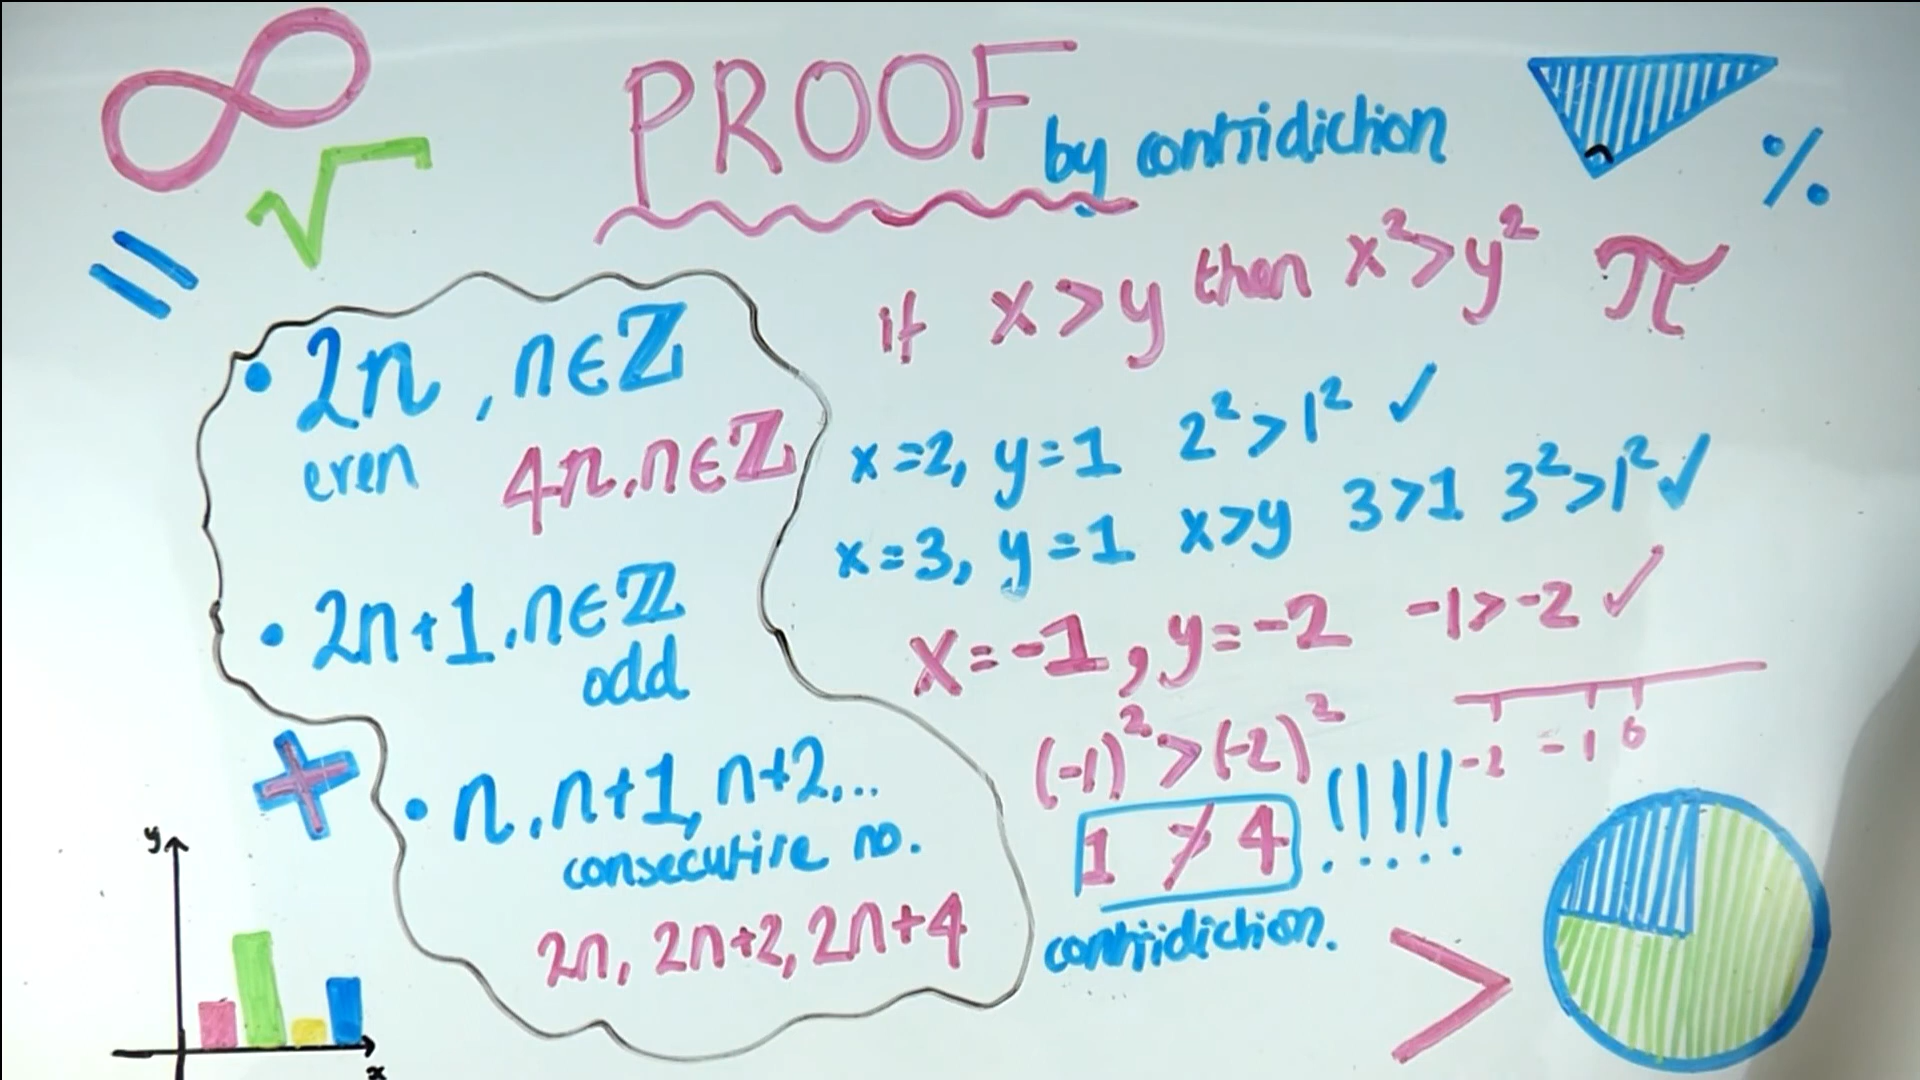 PROOF by contridiction
%
∞
√
=
if x>y then x²>y² π
• 2n, n∈ℤ
even
4n, n∈ℤ
x=2, y=1 2²>1² ✓
x=3, y=1 x>y 3>1 3²>1² ✓
• 2n+1, n∈ℤ
odd
x=-1, y=-2 -1>-2 ✓
-2 -1 0
(-1)²>(-2)²
1 ≯ 4 !!!!!
contridiction.
+
• n, n+1, n+2,...
consecutive no.
2n, 2n+2, 2n+4
>
y
x